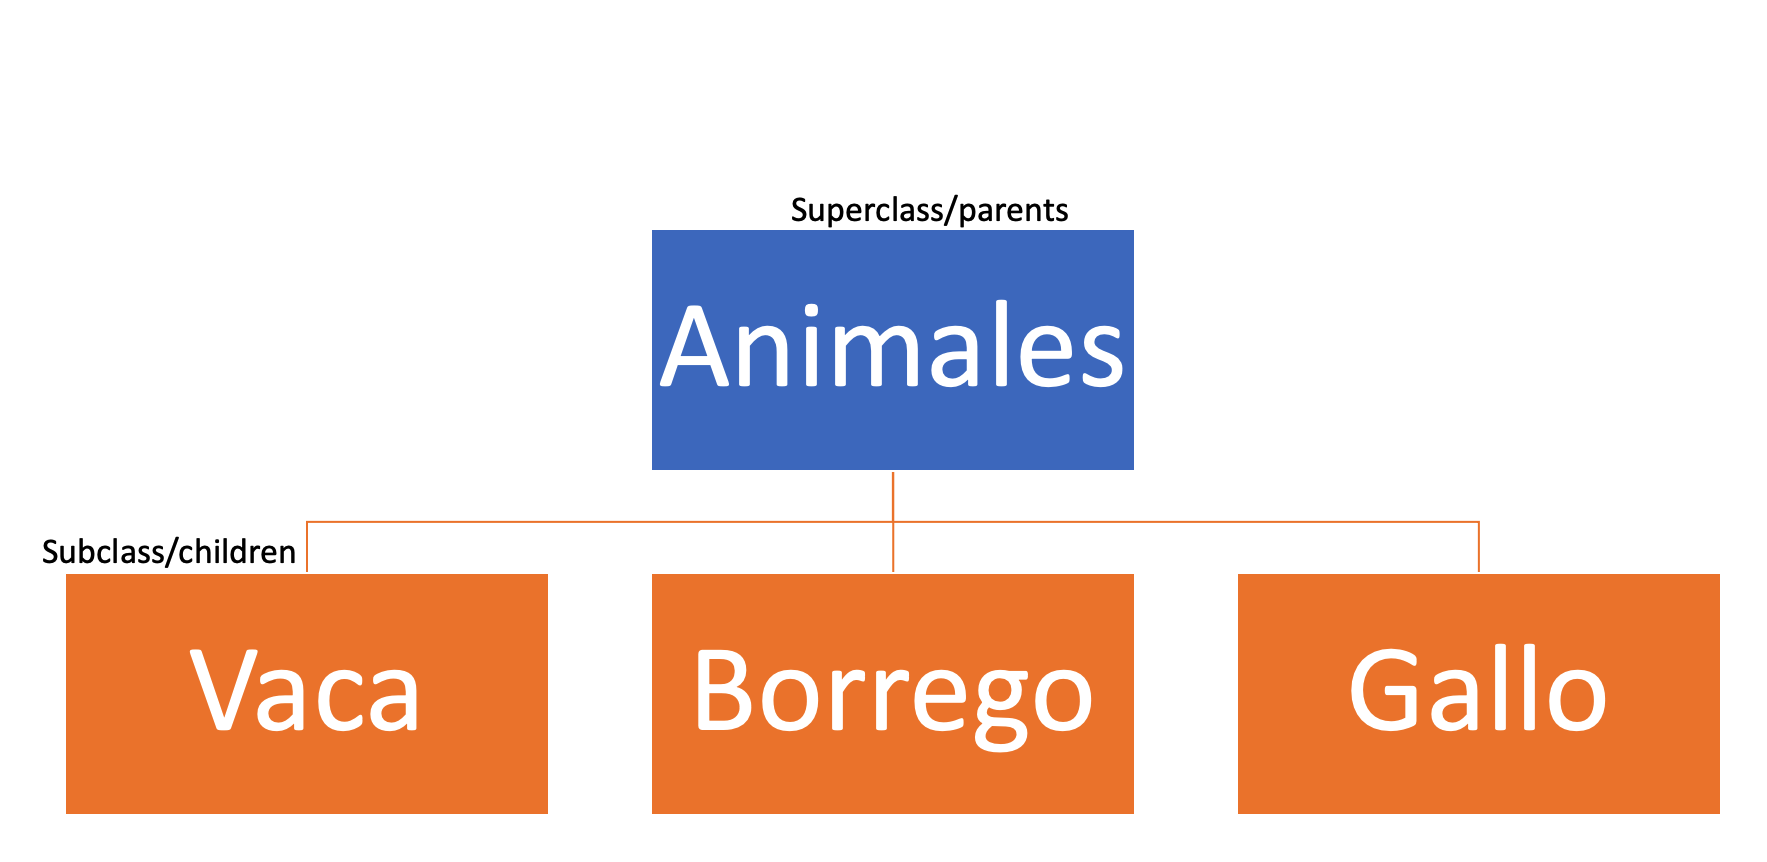 Superclass/parents
Animales
Subclass/children
Vaca
Borrego
Gallo